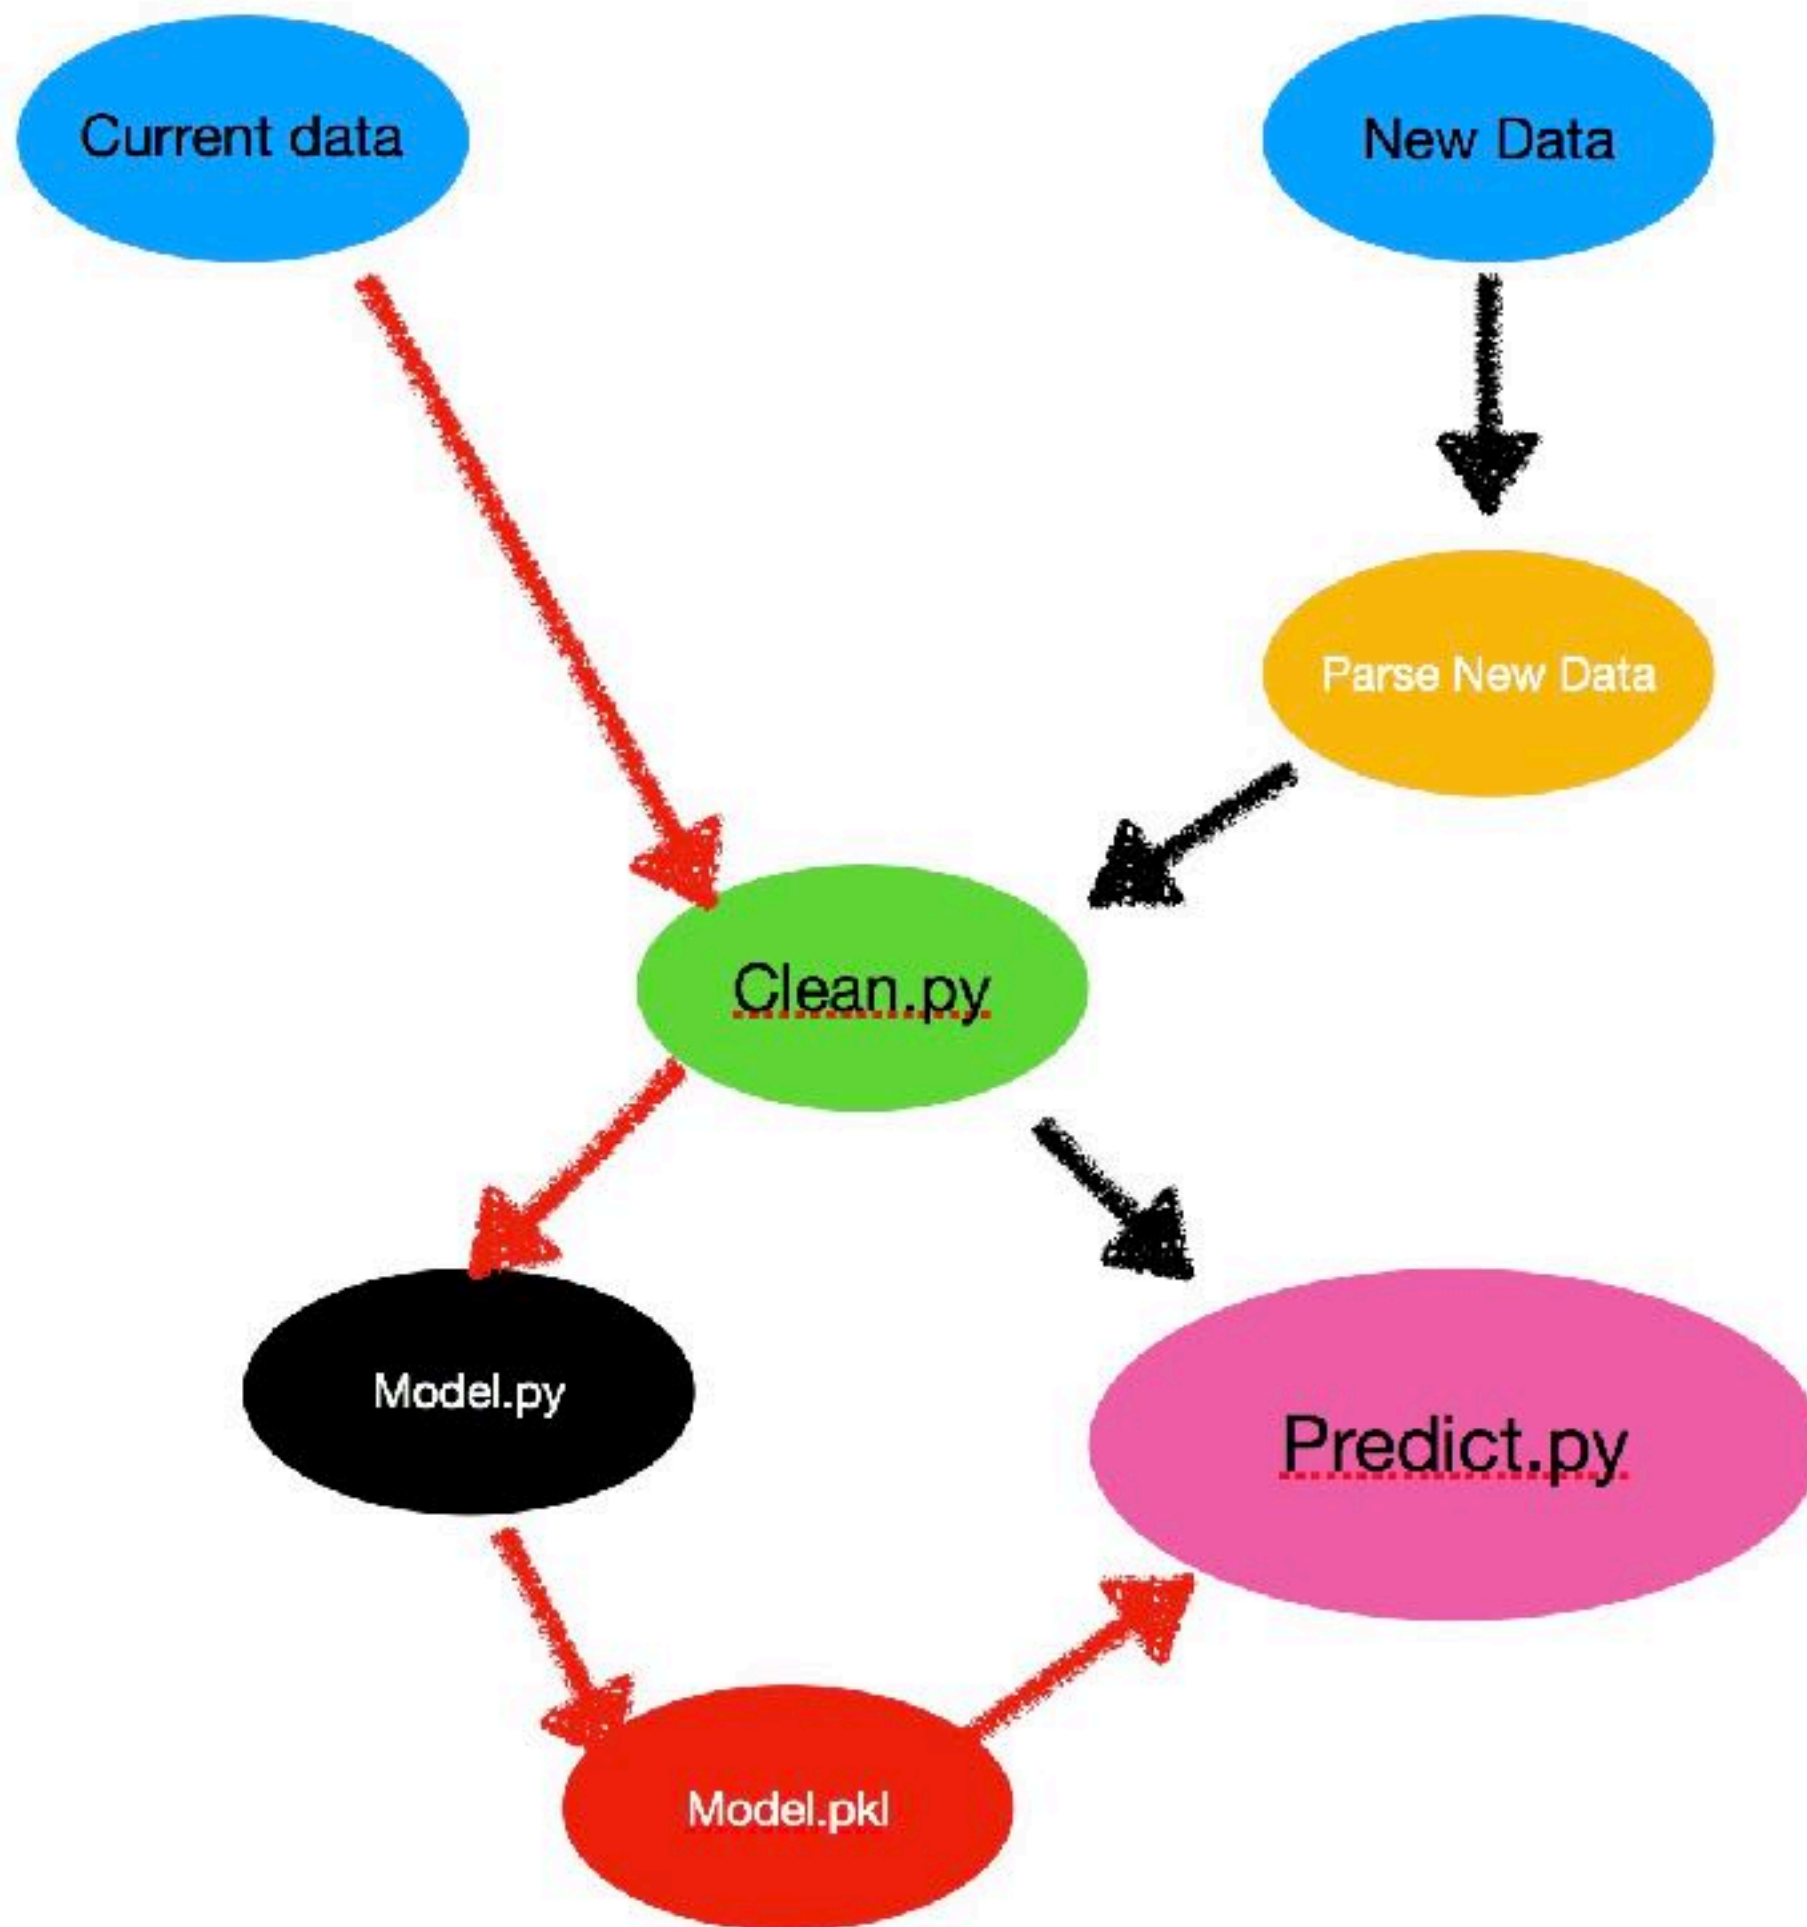 Current data
New Data
Parse New Data
Clean.py
Model.py
Predict.py
Model.pkl